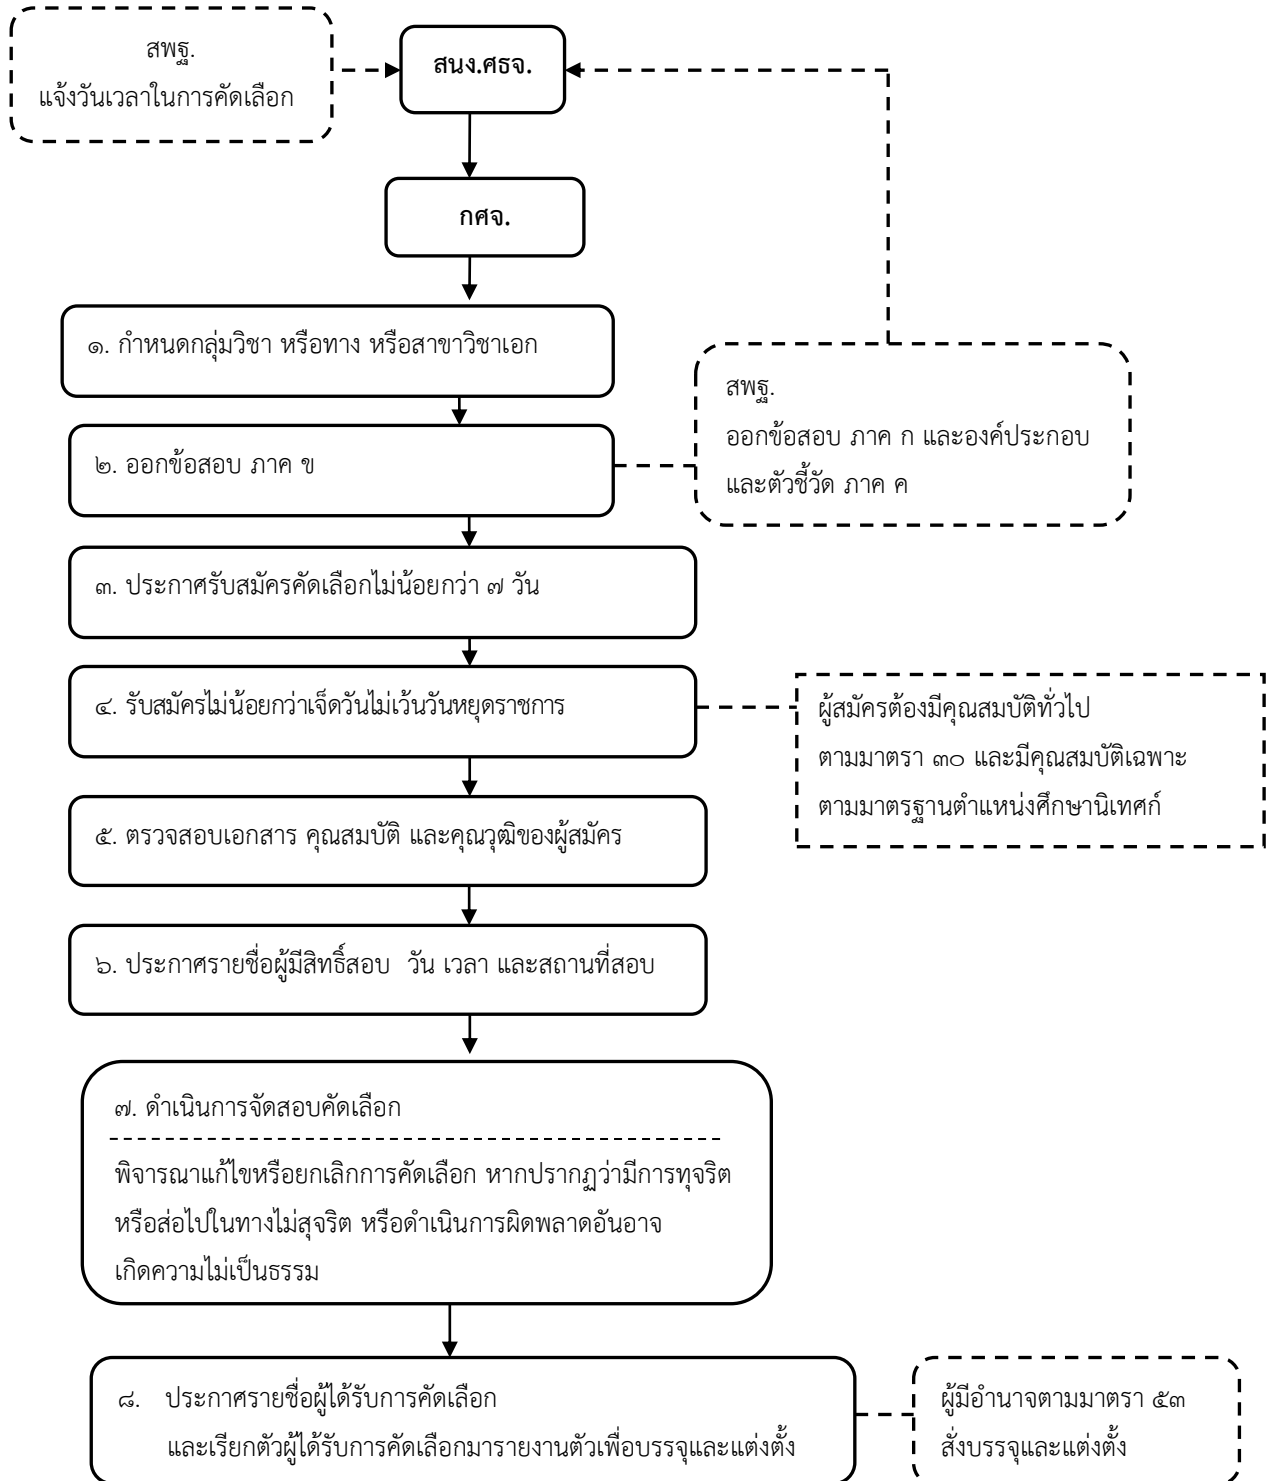 สพฐ.
แจ้งวันเวลาในการคัดเลือก
สนง.ศธจ.
กศจ.
๑. กำหนดกลุ่มวิชา หรือทาง หรือสาขาวิชาเอก
๒. ออกข้อสอบ ภาค ข
สพฐ.
ออกข้อสอบ ภาค ก และองค์ประกอบ
และตัวชี้วัด ภาค ค
๓. ประกาศรับสมัครคัดเลือกไม่น้อยกว่า ๗ วัน
๔. รับสมัครไม่น้อยกว่าเจ็ดวันไม่เว้นวันหยุดราชการ
ผู้สมัครต้องมีคุณสมบัติทั่วไป
ตามมาตรา ๓๐ และมีคุณสมบัติเฉพาะ
ตามมาตรฐานตำแหน่งศึกษานิเทศก์
๕. ตรวจสอบเอกสาร คุณสมบัติ และคุณวุฒิของผู้สมัคร
๖. ประกาศรายชื่อผู้มีสิทธิ์สอบ วัน เวลา และสถานที่สอบ
๗. ดำเนินการจัดสอบคัดเลือก
พิจารณาแก้ไขหรือยกเลิกการคัดเลือก หากปรากฏว่ามีการทุจริต
หรือส่อไปในทางไม่สุจริต หรือดำเนินการผิดพลาดอันอาจ
เกิดความไม่เป็นธรรม
๘. ประกาศรายชื่อผู้ได้รับการคัดเลือก
และเรียกตัวผู้ได้รับการคัดเลือกมารายงานตัวเพื่อบรรจุและแต่งตั้ง
ผู้มีอำนาจตามมาตรา ๕๓
สั่งบรรจุและแต่งตั้ง